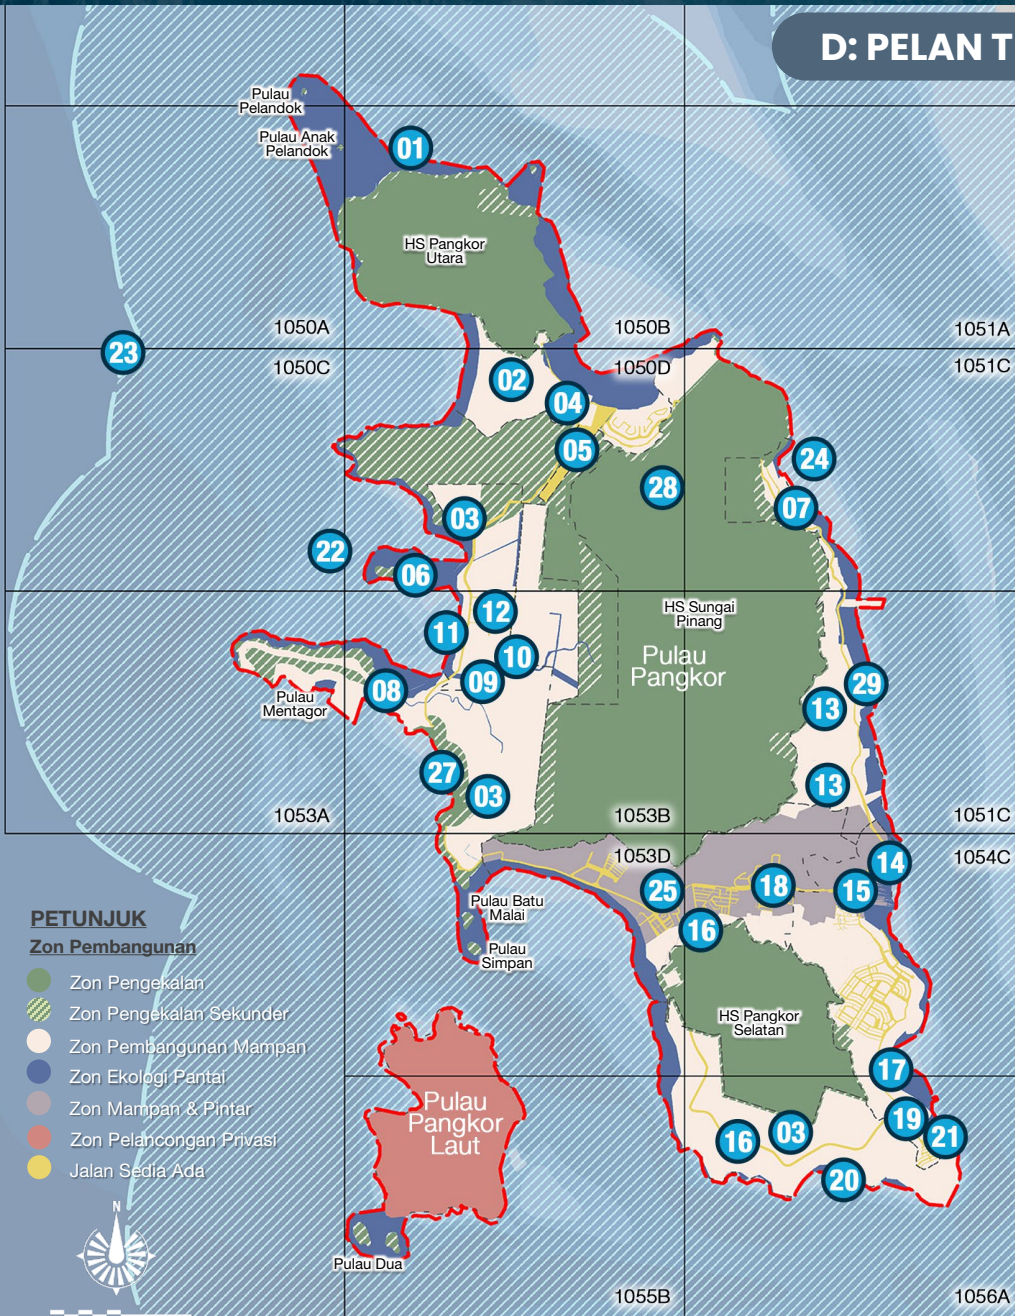 D: PELAN T
Pulau
Pelandok
Pulau Anak
Pelandok
01
HS Pangkor
Utara
1050A
1050B
1051A
23
1050C
1050D
1051C
02
04
05
24
28
03
07
22
06
12
HS Sungai
Pinang
11
10
Pulau
Pangkor
09
08
29
Pulau
Mentagor
13
27
03
13
1053A
1053B
1051C
1053D
1054C
14
25
18
15
Pulau Batu
Malai
16
Pulau
Simpan
PETUNJUK
Zon Pembangunan
Zon Pengekalan
Zon Pengekalan Sekunder
Zon Pembangunan Mampan
Zon Ekologi Pantai
Zon Mampan & Pintar
Zon Pelancongan Privasi
Jalan Sedia Ada
HS Pangkor
Selatan
17
Pulau
Pangkor
Laut
19
21
16
03
20
N
Pulau Dua
1055B
1056A